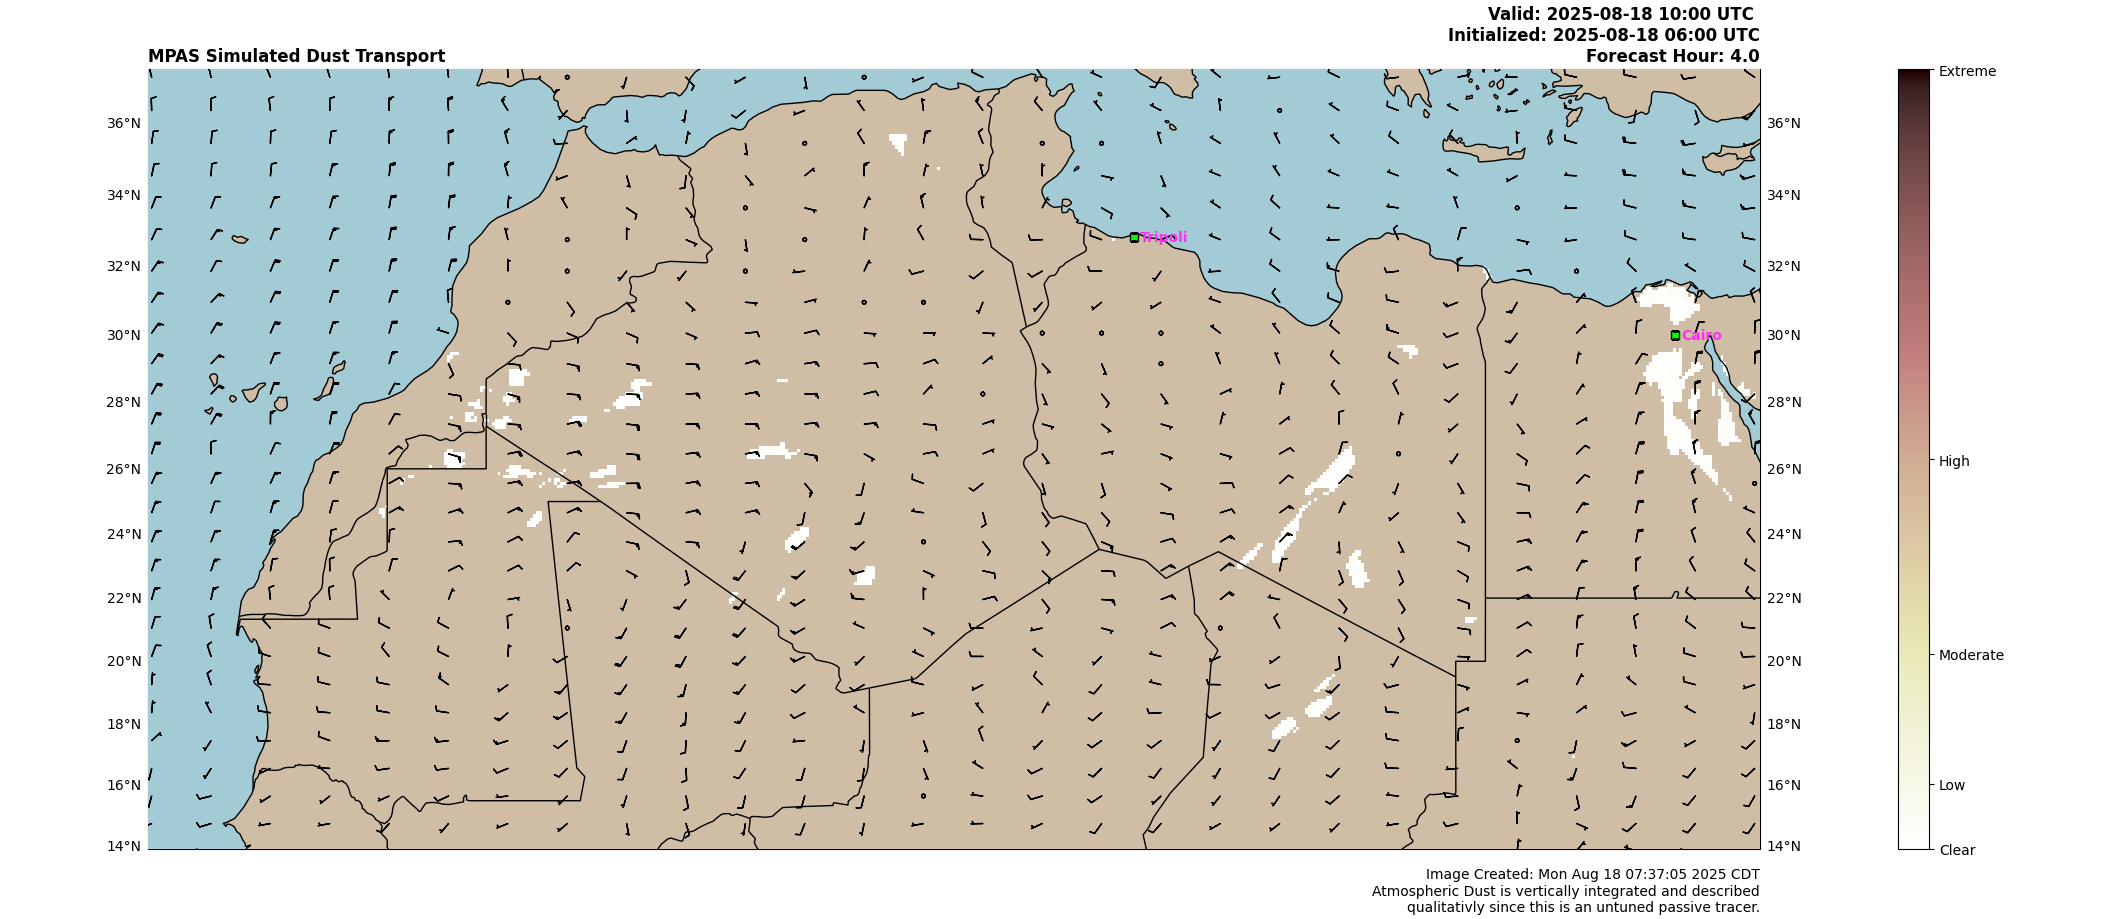 Valid: 2025-08-18 10:00 UTC
Initialized: 2025-08-18 06:00 UTC
MPAS Simulated Dust Transport
Forecast Hour: 4.0
Extreme
36°N
36°N
34°N
34°N
Tripoli
32°N
32°N
30°N
Cairo
30°N
28°N
28°N
26°N
26°N
High
24°N
24°N
22°N
22°N
20°N
20°N
Moderate
18°N
18°N
16°N
16°N
Low
14°N
14°N
Clear
Image Created: Mon Aug 18 07:37:05 2025 CDT
Atmospheric Dust is vertically integrated and described
qualitativly since this is an untuned passive tracer.